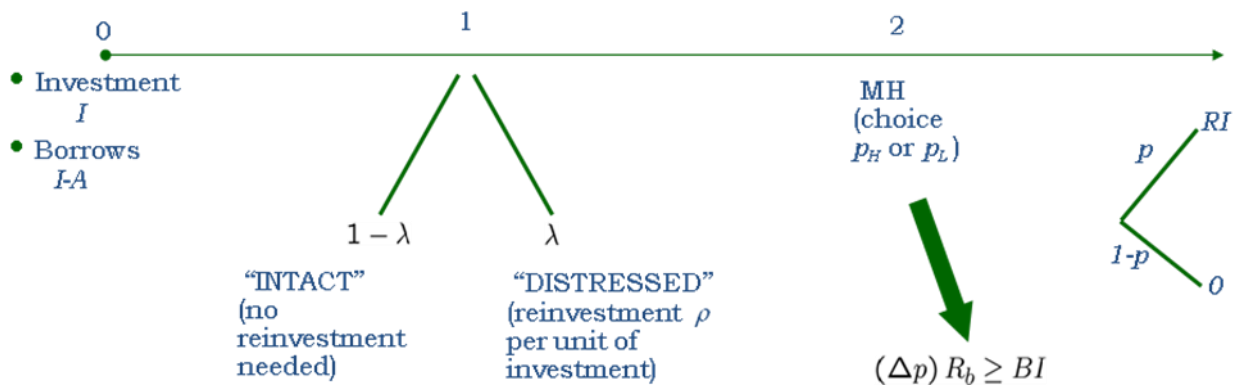 0
1
2
• Investment
I
• Borrows
I-A
1 − λ
λ
"INTACT"
(no
reinvestment
needed)
"DISTRESSED"
(reinvestment ρ
per unit of
investment)
MH
(choice
p_H or p_L)
(Δp) R_b ≥ BI
p
RI
1-p
0